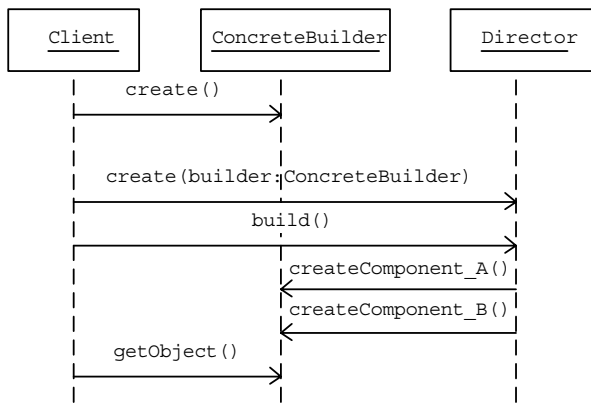 Client
ConcreteBuilder
Director
create()
create(builder:ConcreteBuilder)
build()
createComponent_A()
createComponent_B()
getObject()